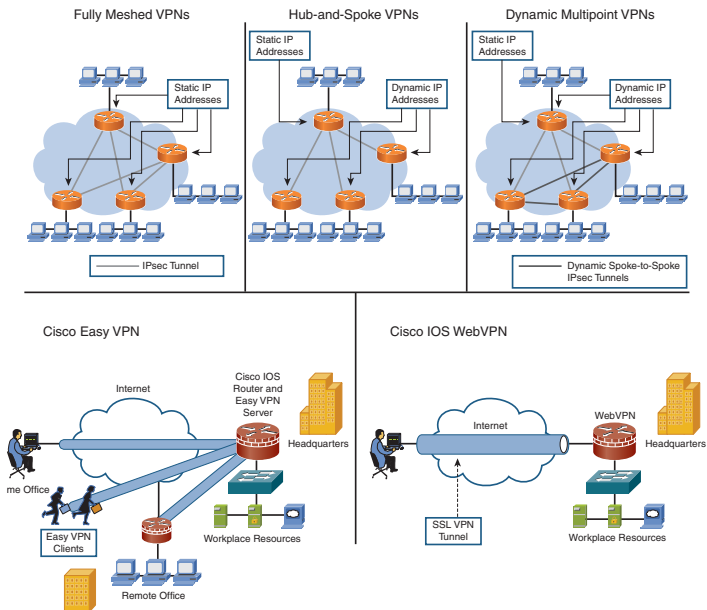 Fully Meshed VPNs
Static IP
Addresses
IPsec Tunnel
Hub-and-Spoke VPNs
Static IP
Addresses
Dynamic IP
Addresses
Dynamic Multipoint VPNs
Static IP
Addresses
Dynamic IP
Addresses
Dynamic Spoke-to-Spoke
IPsec Tunnels
Cisco Easy VPN
Internet
Cisco IOS
Router and
Easy VPN
Server
Headquarters
me Office
Easy VPN
Clients
Workplace Resources
Remote Office
Cisco IOS WebVPN
Internet
WebVPN
Headquarters
SSL VPN
Tunnel
Workplace Resources